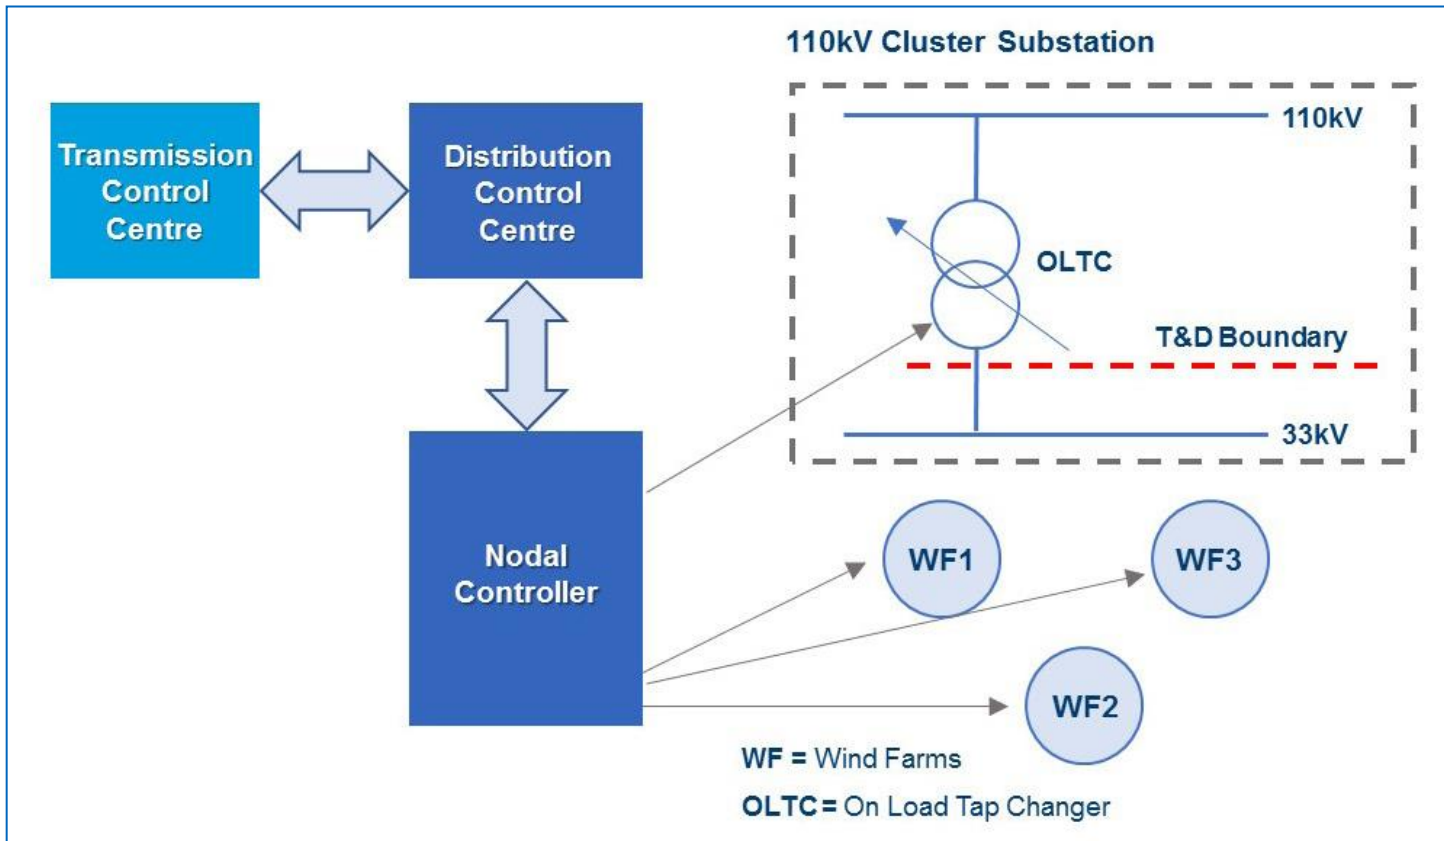 110kV Cluster Substation
Transmission
Control
Centre
Distribution
Control
Centre
110kV
OLTC
T&D Boundary
33kV
Nodal
Controller
WF1
WF3
WF2
WF = Wind Farms
OLTC = On Load Tap Changer